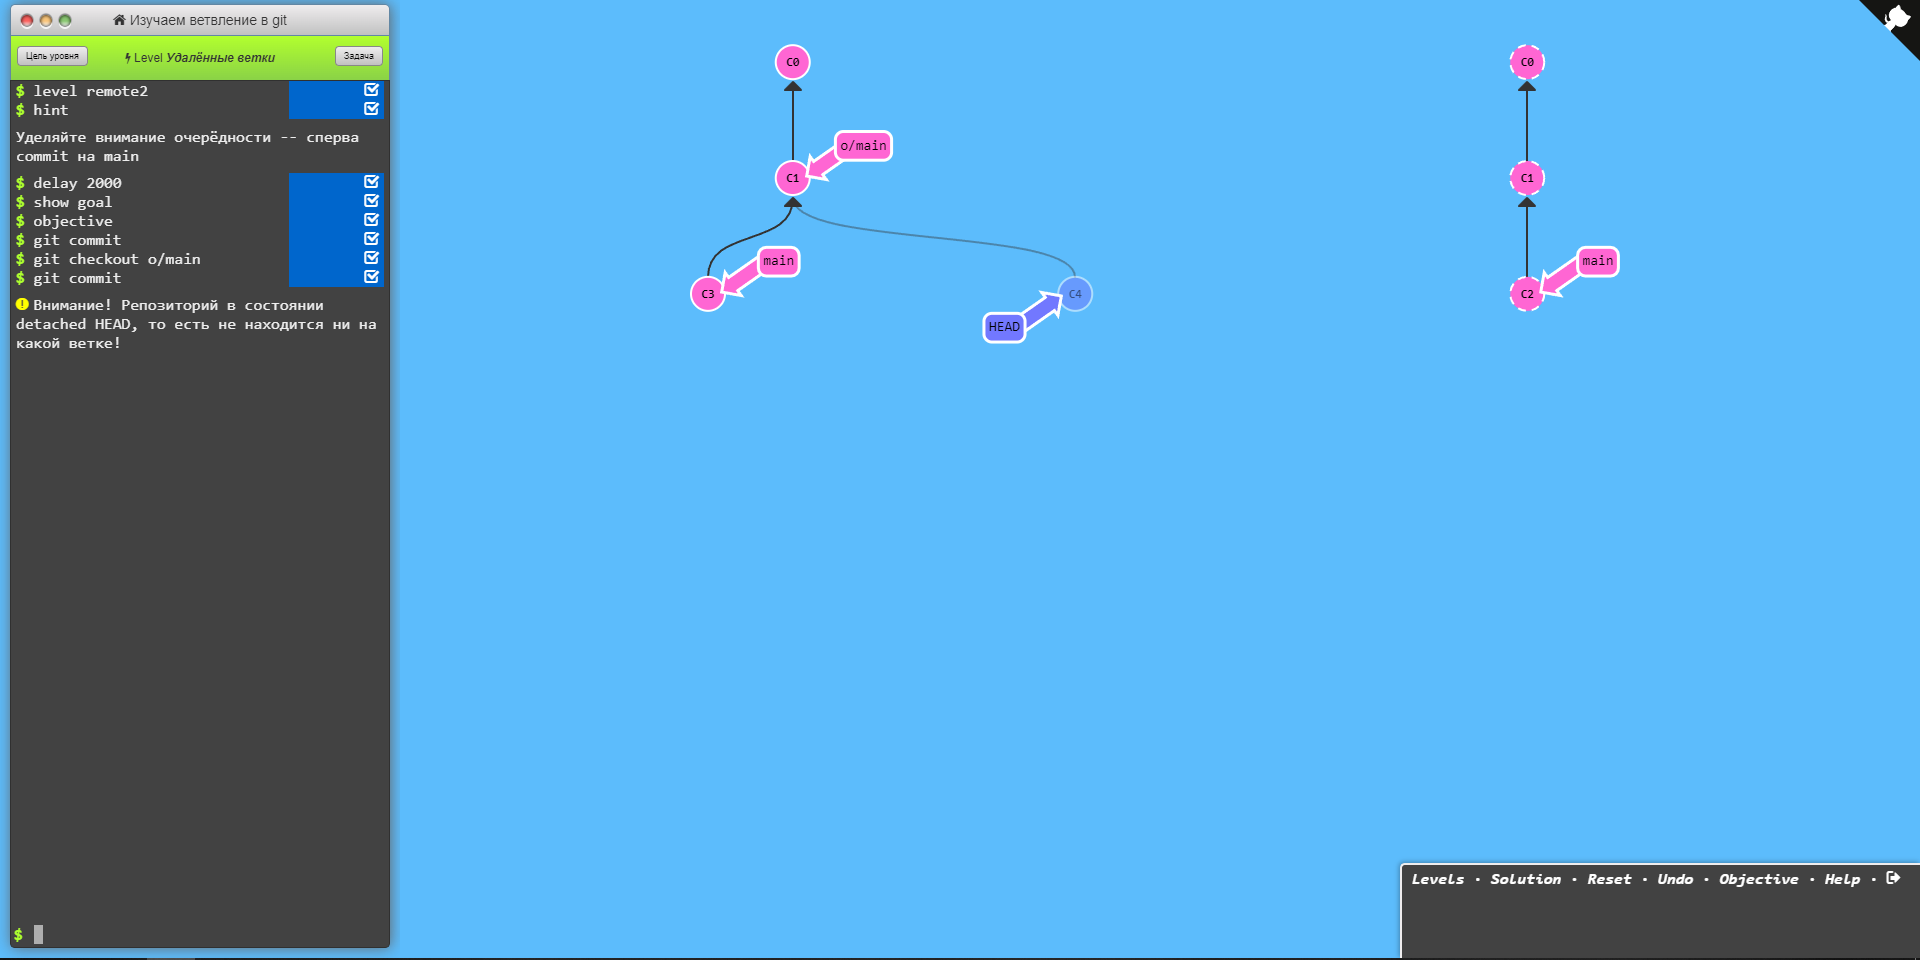 Изучаем ветвление в git
Цель уровня
Level Удалённые ветки
Задача
$ level remote2
$ hint
Уделяйте внимание очерёдности -- сперва
commit на main
$ delay 2000
$ show goal
$ objective
$ git commit
$ git checkout o/main
$ git commit
Внимание! Репозиторий в состоянии
detached HEAD, то есть не находится ни на
какой ветке!
$
C0
o/main
C1
main
C3
C4
HEAD
C0
C1
main
C2
Levels · Solution · Reset · Undo · Objective · Help ·